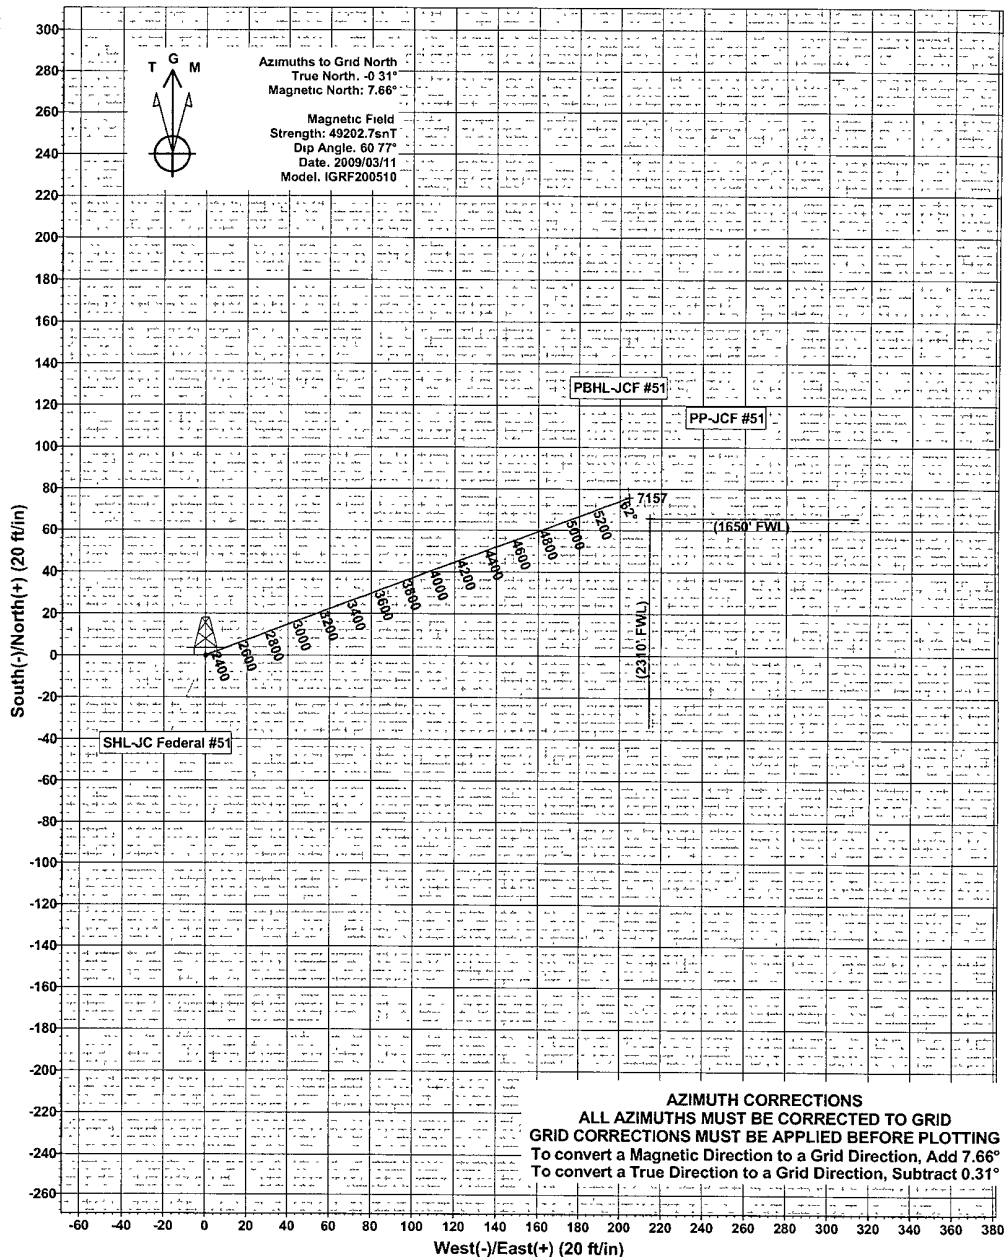 T G M
Azimuths to Grid North
True North. -0 31°
Magnetic North: 7.66°
Magnetic Field
Strength: 49202.7snT
Dip Angle. 60 77°
Date. 2009/03/11
Model. IGRF200510
300
280
260
240
220
200
180
160
140
120
100
80
60
40
20
0
-20
-40
-60
-80
-100
-120
-140
-160
-180
-200
-220
-240
-260
South(-)/North(+) (20 ft/in)
PBHL-JCF #51
PP-JCF #51
7157
62°
(1650' FWL)
(2310' FWL)
2400
2600
2800
3000
3200
3400
3600
3800
4000
4200
4400
4600
4800
5000
5200
SHL-JC Federal #51
AZIMUTH CORRECTIONS
ALL AZIMUTHS MUST BE CORRECTED TO GRID
GRID CORRECTIONS MUST BE APPLIED BEFORE PLOTTING
To convert a Magnetic Direction to a Grid Direction, Add 7.66°
To convert a True Direction to a Grid Direction, Subtract 0.31°
-60 -40 -20 0 20 40 60 80 100 120 140 160 180 200 220 240 260 280 300 320 340 360 380
West(-)/East(+) (20 ft/in)